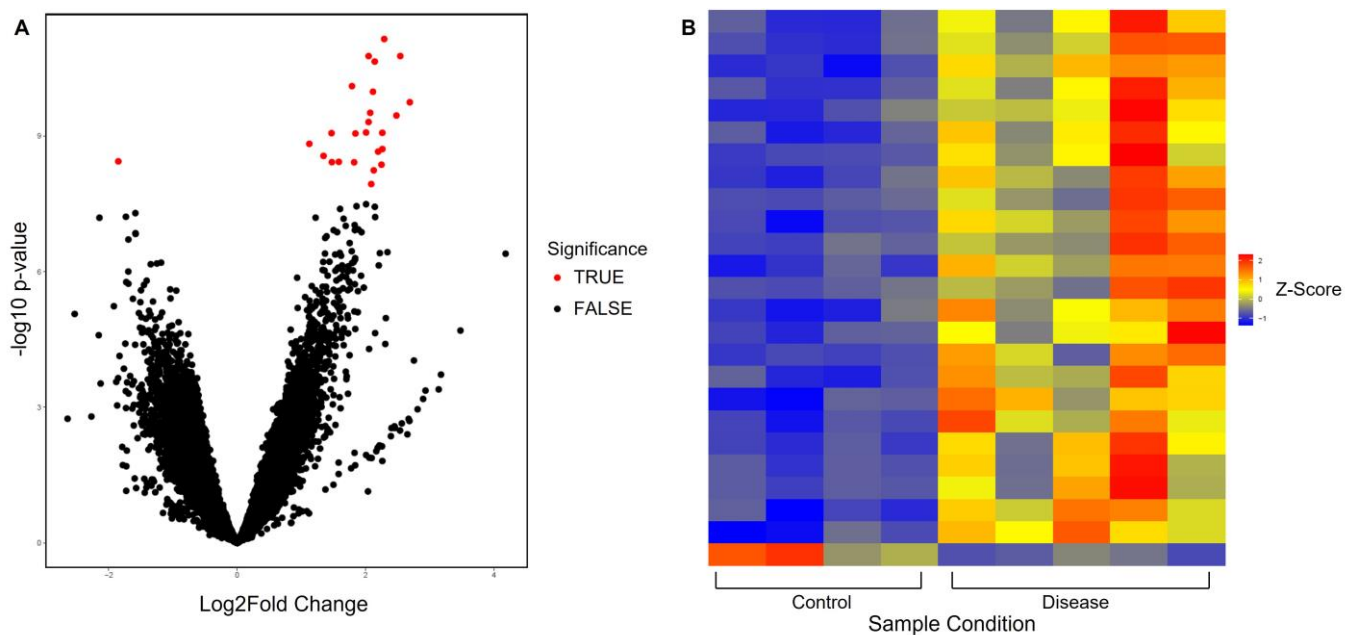 A
-log10 p-value
9
6
3
0
-2
0
2
4
Log2Fold Change
Significance
TRUE
FALSE
B
2
1
0
-1
Z-Score
Control
Disease
Sample Condition